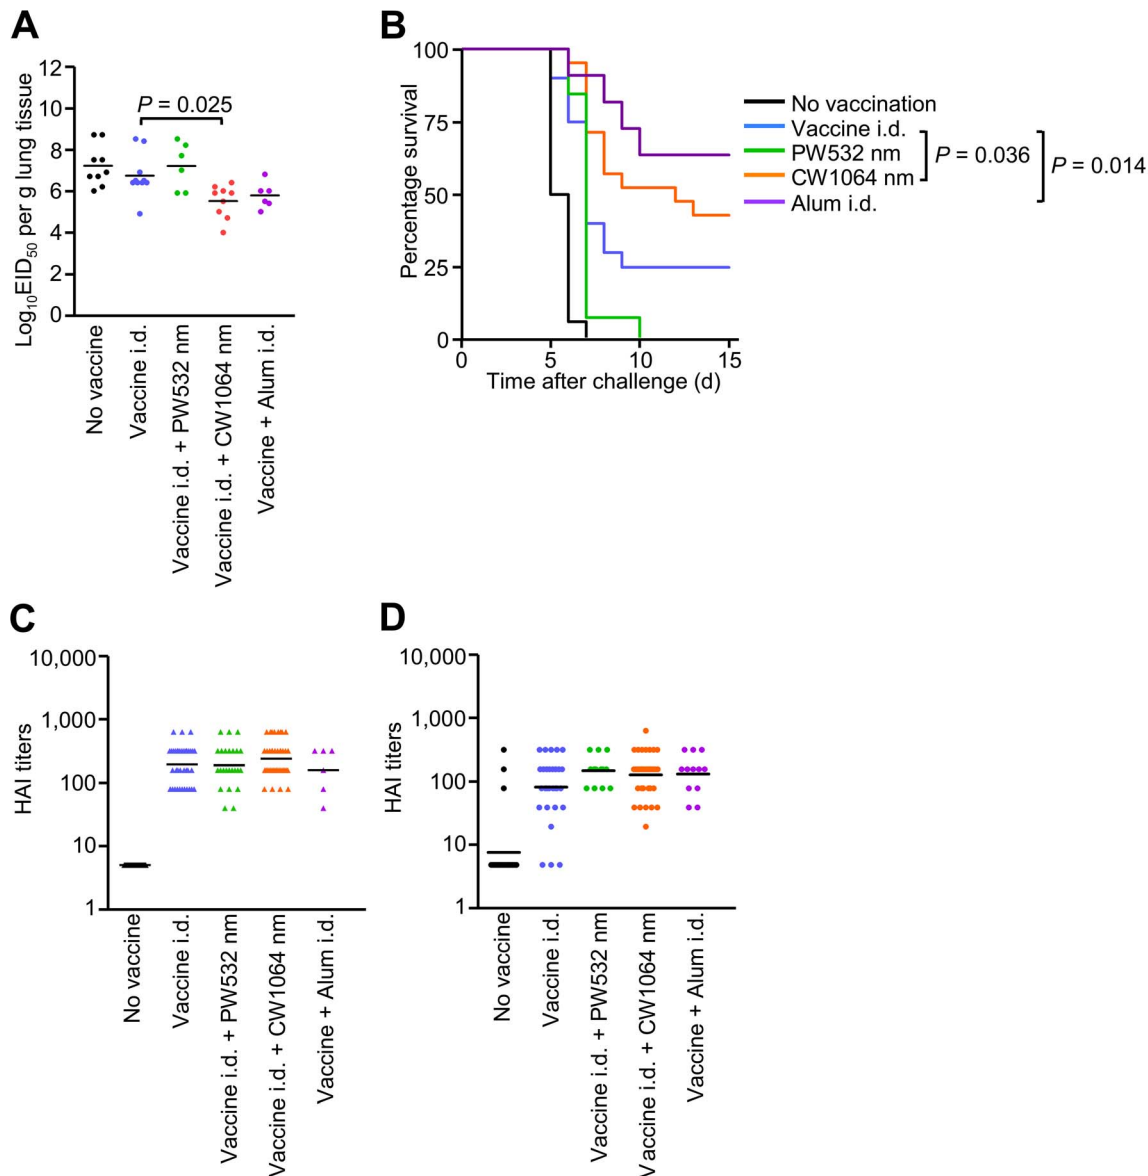 A
12
10
8
6
4
2
0
Log10EID50 per g lung tissue
P = 0.025
No vaccine
Vaccine i.d.
Vaccine i.d. + PW532 nm
Vaccine i.d. + CW1064 nm
Vaccine + Alum i.d.
B
100
75
50
25
0
Percentage survival
0 5 10 15
Time after challenge (d)
No vaccination
Vaccine i.d.
PW532 nm
CW1064 nm
Alum i.d.
P = 0.036
P = 0.014
C
10,000
1,000
100
10
1
HAI titers
No vaccine
Vaccine i.d.
Vaccine i.d. + PW532 nm
Vaccine i.d. + CW1064 nm
Vaccine + Alum i.d.
D
10,000
1,000
100
10
1
HAI titers
No vaccine
Vaccine i.d.
Vaccine i.d. + PW532 nm
Vaccine i.d. + CW1064 nm
Vaccine + Alum i.d.